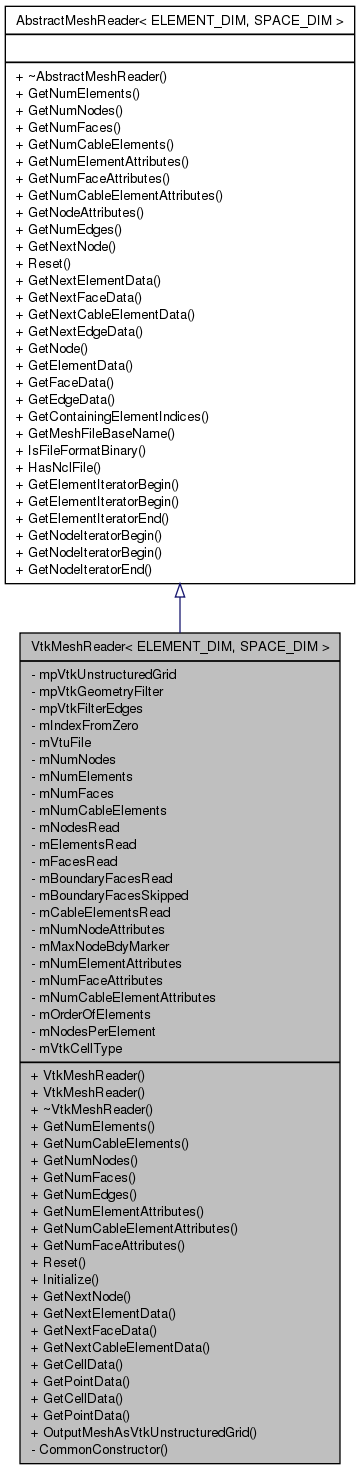 AbstractMeshReader< ELEMENT_DIM, SPACE_DIM >
+ ~AbstractMeshReader()
+ GetNumElements()
+ GetNumNodes()
+ GetNumFaces()
+ GetNumCableElements()
+ GetNumElementAttributes()
+ GetNumFaceAttributes()
+ GetNumCableElementAttributes()
+ GetNodeAttributes()
+ GetNumEdges()
+ GetNextNode()
+ Reset()
+ GetNextElementData()
+ GetNextFaceData()
+ GetNextCableElementData()
+ GetNextEdgeData()
+ GetNode()
+ GetElementData()
+ GetFaceData()
+ GetEdgeData()
+ GetContainingElementIndices()
+ GetMeshFileBaseName()
+ IsFileFormatBinary()
+ HasNclFile()
+ GetElementIteratorBegin()
+ GetElementIteratorBegin()
+ GetElementIteratorEnd()
+ GetNodeIteratorBegin()
+ GetNodeIteratorBegin()
+ GetNodeIteratorEnd()
VtkMeshReader< ELEMENT_DIM, SPACE_DIM >
- mpVtkUnstructuredGrid
- mpVtkGeometryFilter
- mpVtkFilterEdges
- mIndexFromZero
- mVtuFile
- mNumNodes
- mNumElements
- mNumFaces
- mNumCableElements
- mNodesRead
- mElementsRead
- mFacesRead
- mBoundaryFacesRead
- mBoundaryFacesSkipped
- mCableElementsRead
- mNumNodeAttributes
- mMaxNodeBdyMarker
- mNumElementAttributes
- mNumFaceAttributes
- mNumCableElementAttributes
- mOrderOfElements
- mNodesPerElement
- mVtkCellType
+ VtkMeshReader()
+ VtkMeshReader()
+ ~VtkMeshReader()
+ GetNumElements()
+ GetNumCableElements()
+ GetNumNodes()
+ GetNumFaces()
+ GetNumEdges()
+ GetNumElementAttributes()
+ GetNumCableElementAttributes()
+ GetNumFaceAttributes()
+ Reset()
+ Initialize()
+ GetNextNode()
+ GetNextElementData()
+ GetNextFaceData()
+ GetNextCableElementData()
+ GetCellData()
+ GetPointData()
+ GetCellData()
+ GetPointData()
+ OutputMeshAsVtkUnstructuredGrid()
- CommonConstructor()